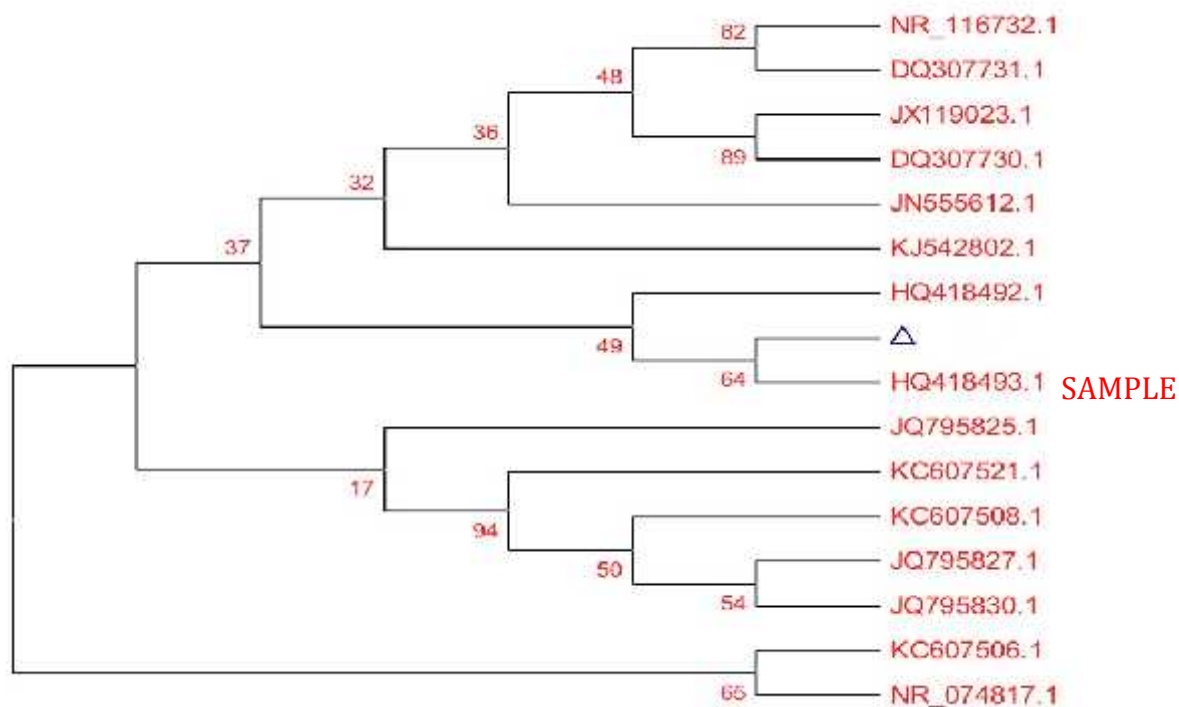 NR_116732.1
82
DQ307731.1
48
JX119023.1
36
89
DQ307730.1
32
JN555612.1
37
KJ542802.1
HQ418492.1
49
64
HQ418493.1 SAMPLE
JQ795825.1
17
KC607521.1
94
KC607508.1
50
JQ795827.1
54
JQ795830.1
KC607506.1
65
NR_074817.1